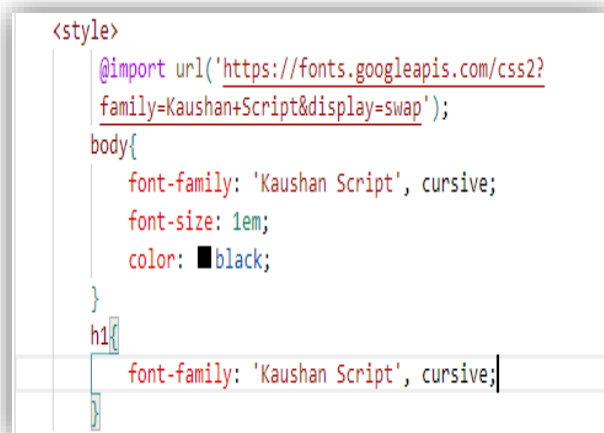 <style>
@import url('https://fonts.googleapis.com/css2?
family=Kaushan+Script&display=swap');
body{
font-family: 'Kaushan Script', cursive;
font-size: 1em;
color: black;
}
h1{
font-family: 'Kaushan Script', cursive;
}